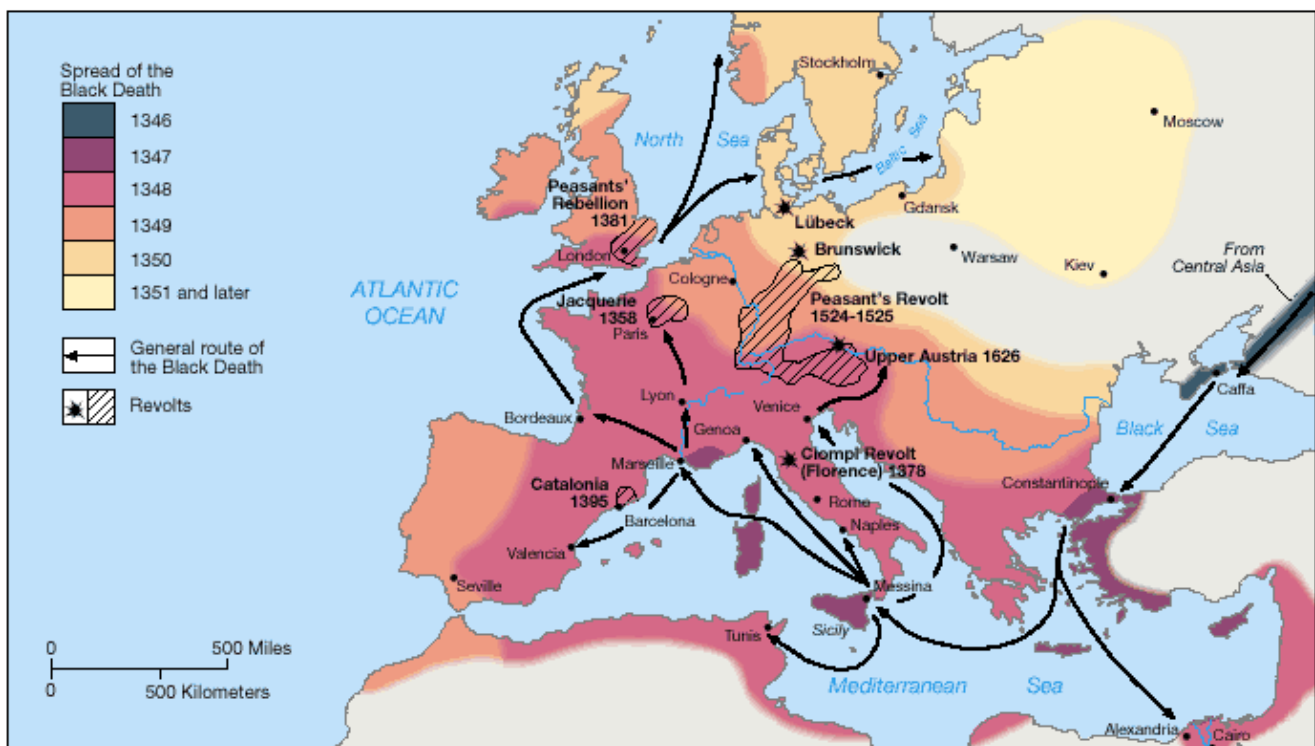 Spread of the
Black Death
1346
1347
1348
1349
1350
1351 and later
General route of
the Black Death
Revolts
0 500 Miles
0 500 Kilometers
ATLANTIC
OCEAN
North Sea
Baltic Sea
Stockholm
Moscow
Peasants'
Rebellion
1381
London
Lübeck
Gdansk
Brunswick
Warsaw
Kiev
From
Central Asia
Cologne
Jacquerie
1358
Paris
Peasant's Revolt
1524-1525
Upper Austria 1626
Caffa
Black Sea
Lyon
Venice
Bordeaux
Genoa
Marseille
Ciompl Revolt
(Florence) 1378
Constantinople
Catalonia
1395
Barcelona
Rome
Naples
Valencia
Seville
Messina
Sicily
Tunis
Mediterranean Sea
Alexandria
Cairo